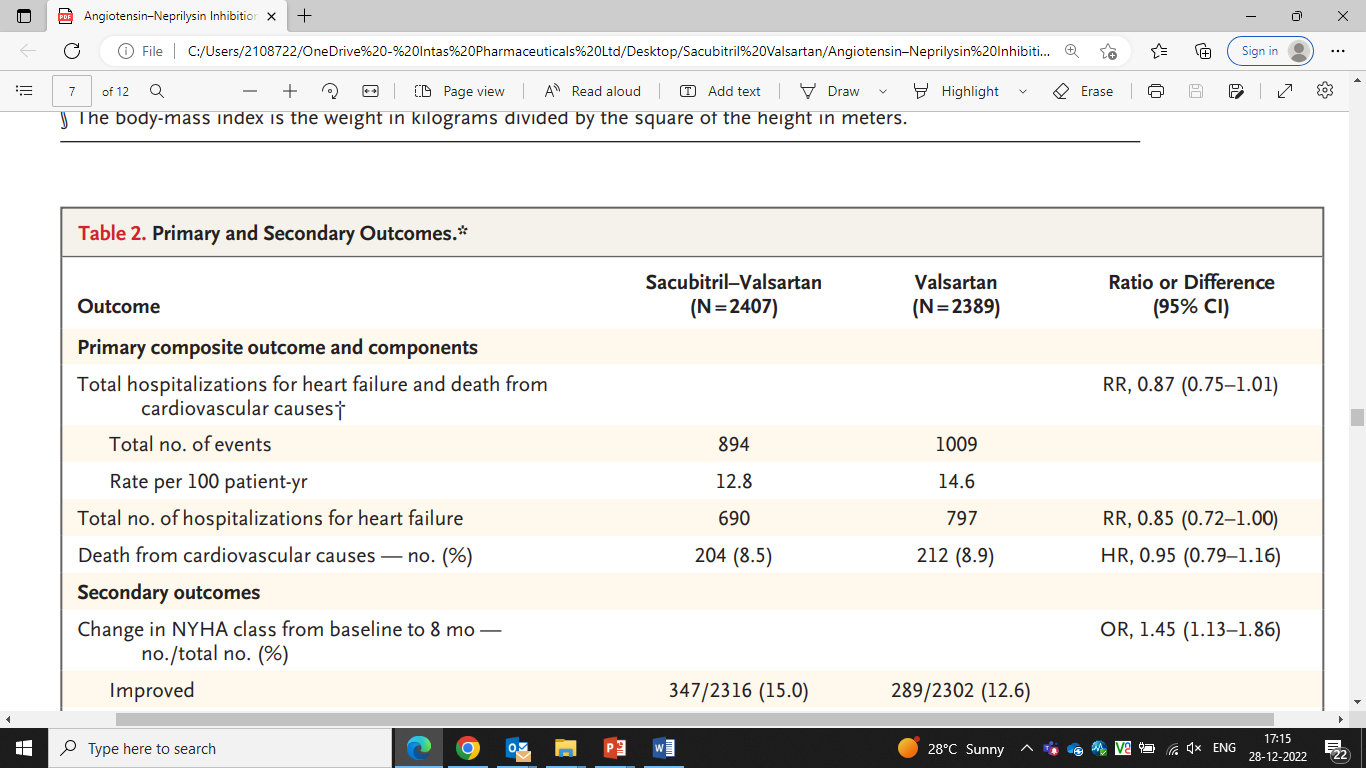 Angiotensin–Neprilysin Inhibition
File
C:/Users/2108722/OneDrive%20-%20Intas%20Pharmaceuticals%20Ltd/Desktop/Sacubitril%20Valsartan/Angiotensin–Neprilysin%20Inhibiti...
Sign in
7 of 12
Page view
Read aloud
Add text
Draw
Highlight
Erase
§ The body-mass index is the weight in kilograms divided by the square of the height in meters.
Table 2. Primary and Secondary Outcomes.*
Sacubitril–Valsartan Valsartan Ratio or Difference
Outcome (N=2407) (N=2389) (95% CI)
Primary composite outcome and components
Total hospitalizations for heart failure and death from RR, 0.87 (0.75–1.01)
cardiovascular causes†
Total no. of events 894 1009
Rate per 100 patient-yr 12.8 14.6
Total no. of hospitalizations for heart failure 690 797 RR, 0.85 (0.72–1.00)
Death from cardiovascular causes — no. (%) 204 (8.5) 212 (8.9) HR, 0.95 (0.79–1.16)
Secondary outcomes
Change in NYHA class from baseline to 8 mo — OR, 1.45 (1.13–1.86)
no./total no. (%)
Improved 347/2316 (15.0) 289/2302 (12.6)
Type here to search
28°C Sunny
ENG
17:15
28-12-2022
22